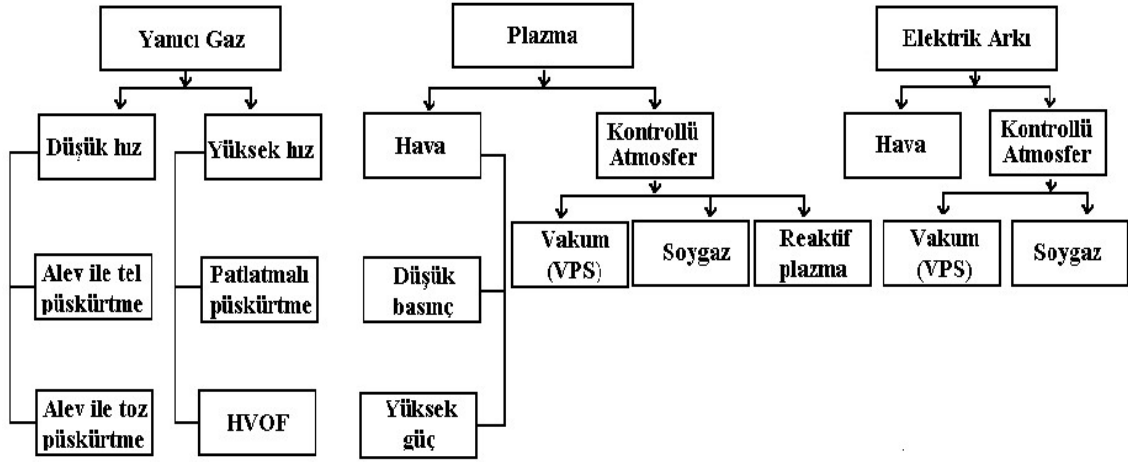 Yanıcı Gaz
Plazma
Elektrik Arkı
Düşük hız
Yüksek hız
Hava
Kontrollü
Atmosfer
Hava
Kontrollü
Atmosfer
Vakum
(VPS)
Soygaz
Reaktif
plazma
Vakum
(VPS)
Soygaz
Alev ile tel
püskürtme
Patlatmalı
püskürtme
Düşük
basınç
Alev ile toz
püskürtme
HVOF
Yüksek
güç